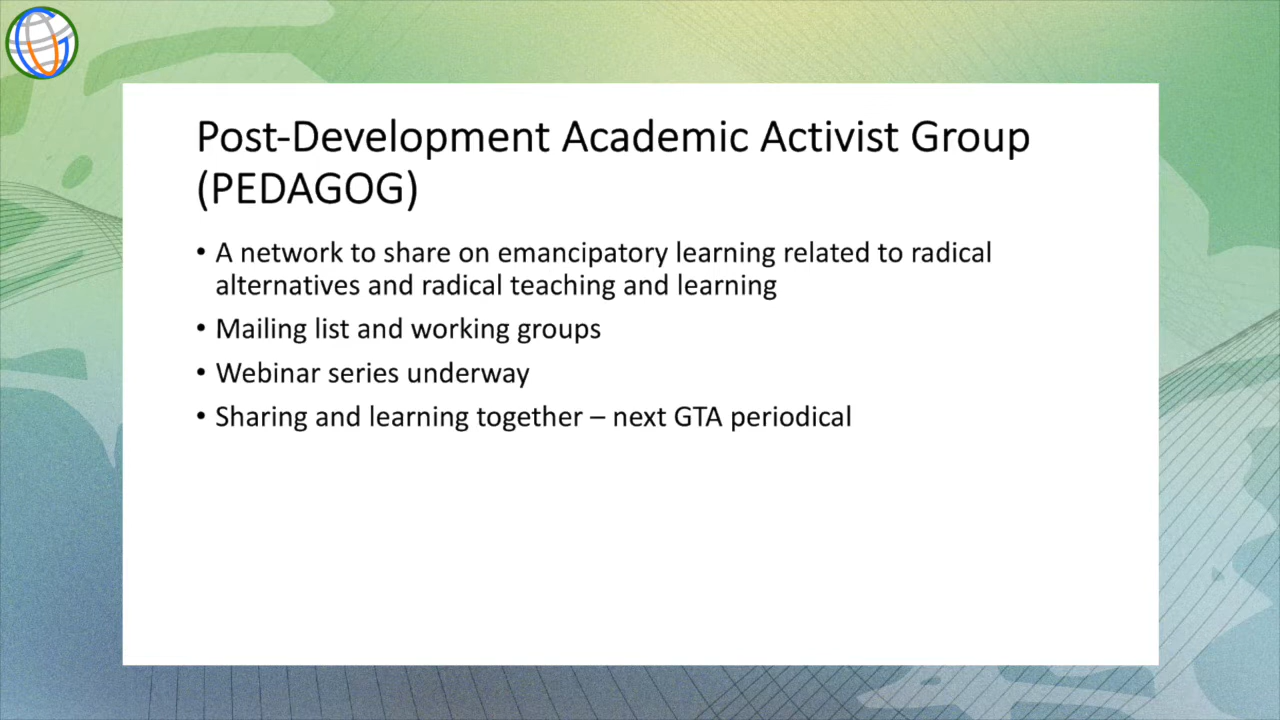 Post-Development Academic Activist Group
(PEDAGOG)
• A network to share on emancipatory learning related to radical
alternatives and radical teaching and learning
• Mailing list and working groups
• Webinar series underway
• Sharing and learning together – next GTA periodical